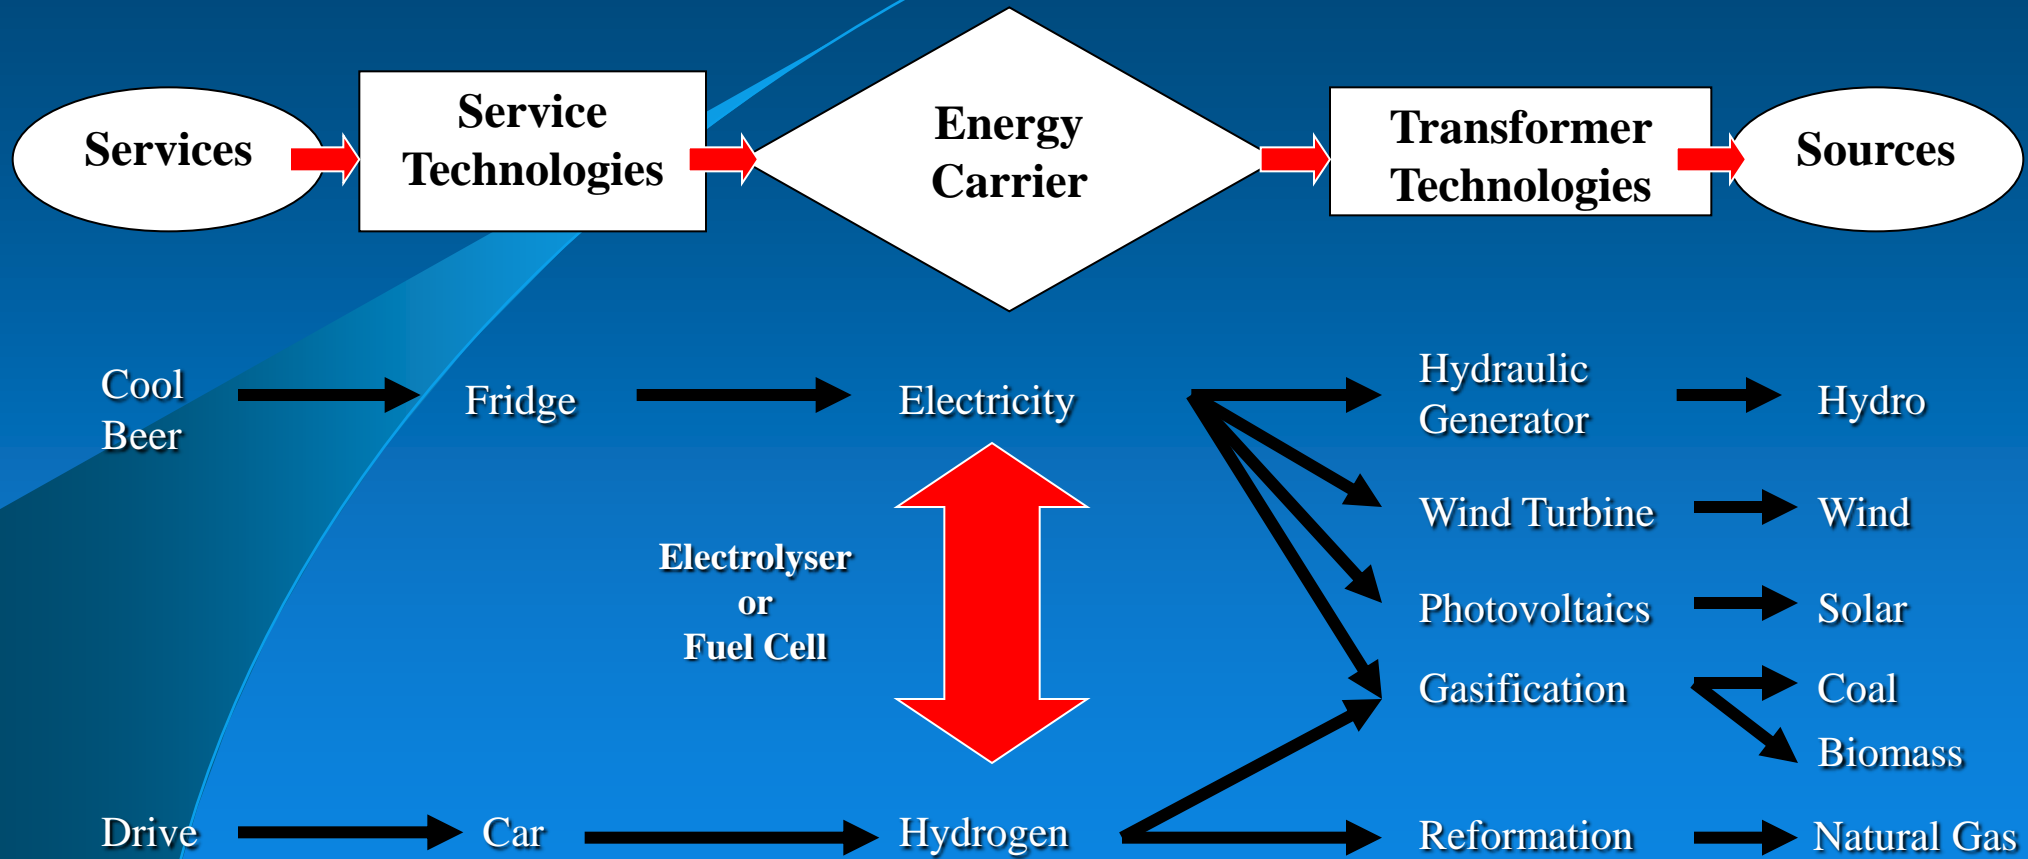 Services
Service
Technologies
Energy
Carrier
Transformer
Technologies
Sources
Cool
Beer
Fridge
Electricity
Hydraulic
Generator
Hydro
Wind Turbine
Wind
Electrolyser
or
Fuel Cell
Photovoltaics
Solar
Gasification
Coal
Biomass
Drive
Car
Hydrogen
Reformation
Natural Gas